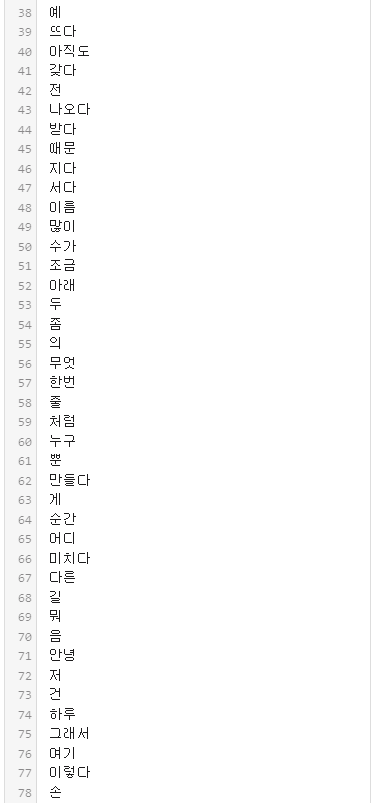 38 예
39 뜨다
40 아직도
41 갖다
42 전
43 나오다
44 받다
45 때문
46 지다
47 서다
48 이름
49 많이
50 수가
51 조금
52 아래
53 두
54 좀
55 의
56 무엇
57 한번
58 줄
59 처럼
60 누구
61 뿐
62 만들다
63 게
64 순간
65 어디
66 미치다
67 다른
68 길
69 뭐
70 음
71 안녕
72 저
73 건
74 하루
75 그래서
76 여기
77 이렇다
78 손